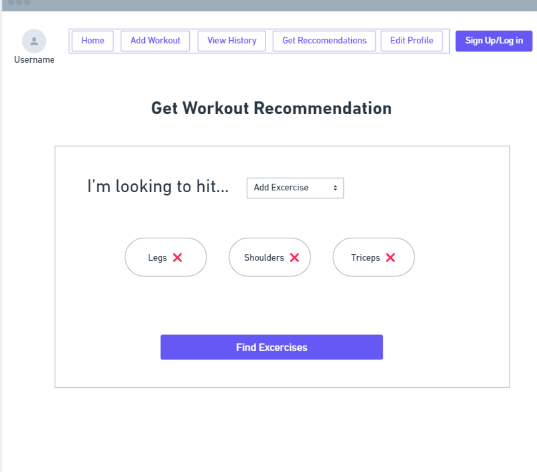 Home Add Workout View History Get Reccomendations Edit Profile Sign Up/Log in
Username
Get Workout Recommendation
I'm looking to hit... Add Excercise
Legs Shoulders Triceps
Find Excercises